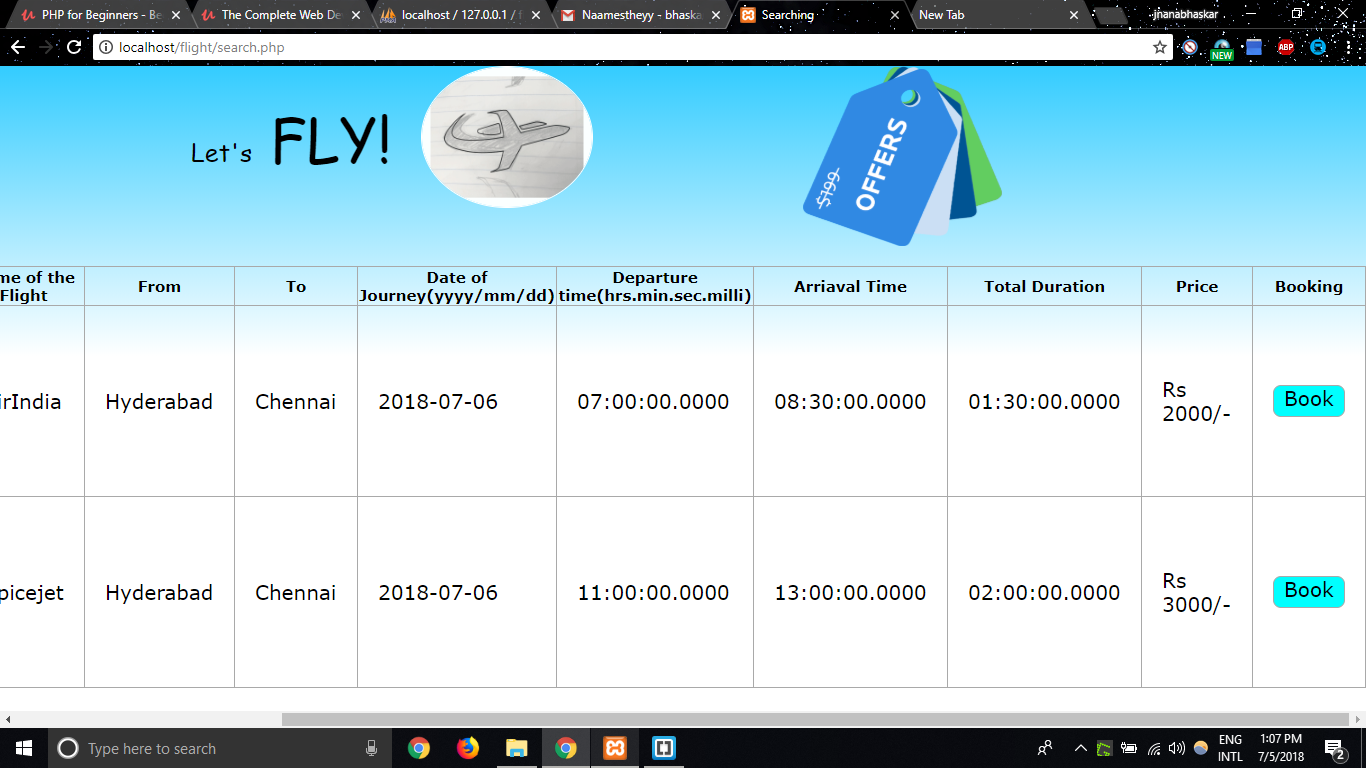 PHP for Beginners - Be
The Complete Web De
localhost / 127.0.0.1 / f
Naamestheyy - bhaska
Searching
New Tab
jnanabhaskar
localhost/flight/search.php
NEW
ABP
Let's FLY!
$199
OFFERS
me of the Flight
From
To
Date of Journey(yyyy/mm/dd)
Departure time(hrs.min.sec.milli)
Arriaval Time
Total Duration
Price
Booking
irIndia
Hyderabad
Chennai
2018-07-06
07:00:00.0000
08:30:00.0000
01:30:00.0000
Rs 2000/-
Book
picejet
Hyderabad
Chennai
2018-07-06
11:00:00.0000
13:00:00.0000
02:00:00.0000
Rs 3000/-
Book
Type here to search
ENG
INTL
1:07 PM
7/5/2018
2